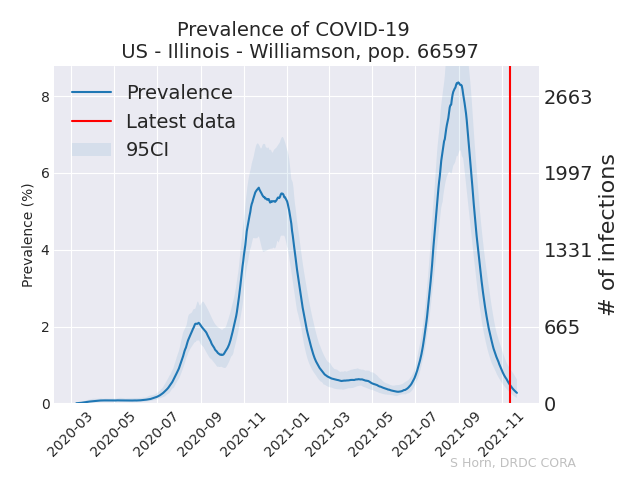 Prevalence of COVID-19
US - Illinois - Williamson, pop. 66597
Prevalence
Latest data
95CI
Prevalence (%)
8
6
4
2
0
2663
1997
1331
665
0
# of infections
2020-03
2020-05
2020-07
2020-09
2020-11
2021-01
2021-03
2021-05
2021-07
2021-09
2021-11
S Horn, DRDC CORA